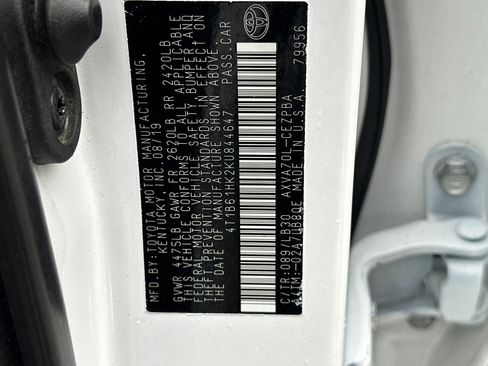 MFD.BY:TOYOTA MOTOR MANUFACTURING,
KENTUCKY, INC. 08/19
GVWR 4475LB GAWR FR 2620LB RR 2420LB
THIS VEHICLE CONFORMS TO ALL APPLICABLE
FEDERAL MOTOR VEHICLE SAFETY, BUMPER, AND
THEFT PREVENTION STANDARDS IN EFFECT ON
THE DATE OF MANUFACTURE SHOWN ABOVE.
4T1B61HK2KU844647 PASS.CAR
C/TR:089/LB30 AXVA70L-CEZPBA
MADE IN U.S.A. 79956